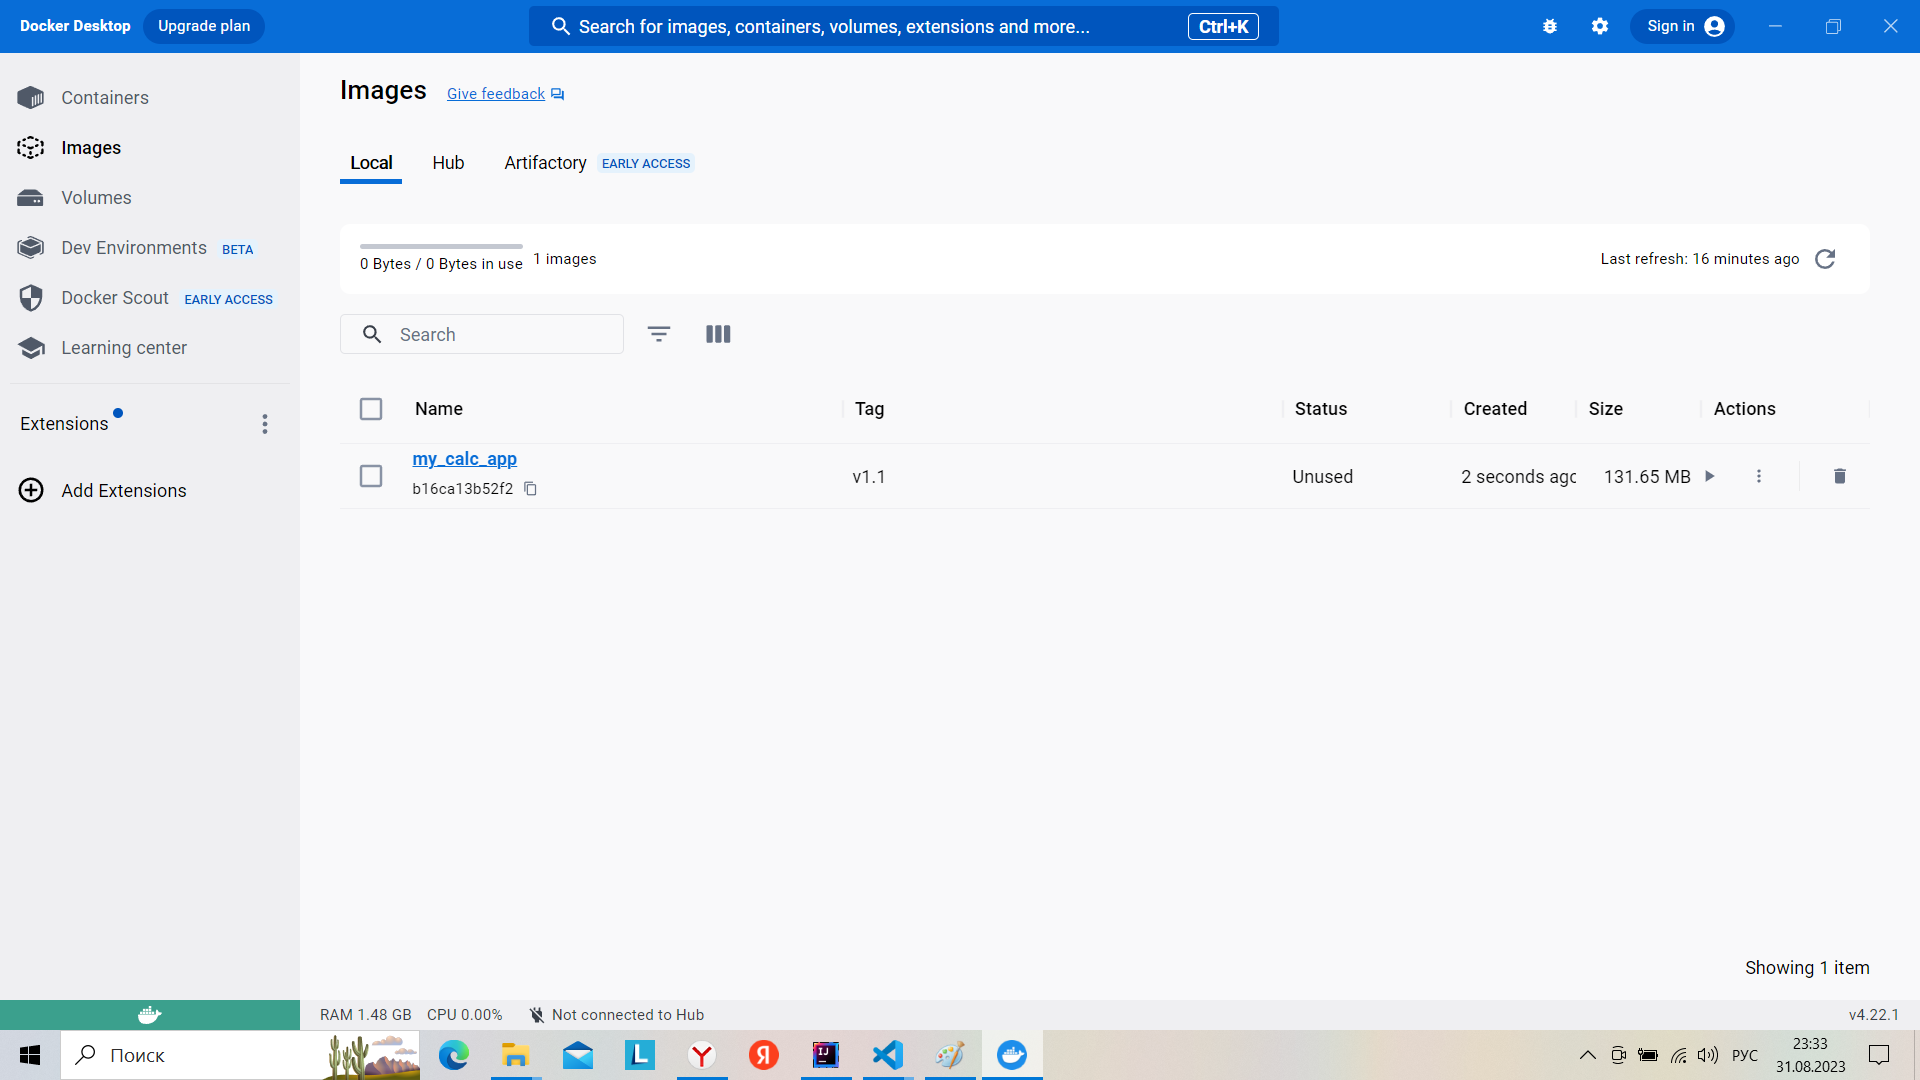 Docker Desktop Upgrade plan Search for images, containers, volumes, extensions and more... Ctrl+K Sign in
Containers
Images
Volumes
Dev Environments BETA
Docker Scout EARLY ACCESS
Learning center
Extensions
Add Extensions
Images Give feedback
Local Hub Artifactory EARLY ACCESS
0 Bytes / 0 Bytes in use 1 images Last refresh: 16 minutes ago
Search
Name Tag Status Created Size Actions
my_calc_app
b16ca13b52f2
v1.1 Unused 2 seconds ago 131.65 MB
Showing 1 item
RAM 1.48 GB CPU 0.00% Not connected to Hub v4.22.1
Поиск
L Y Я IJ
РУС
23:33
31.08.2023